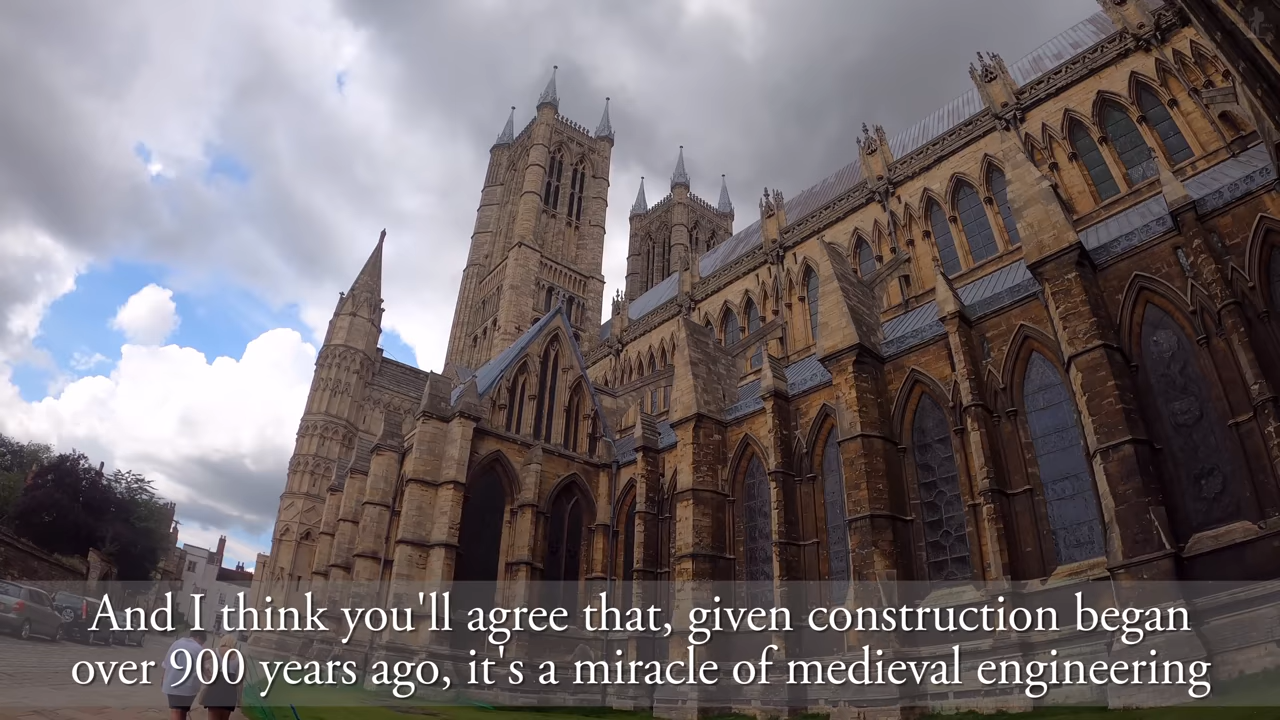 And I think you'll agree that, given construction began
over 900 years ago, it's a miracle of medieval engineering